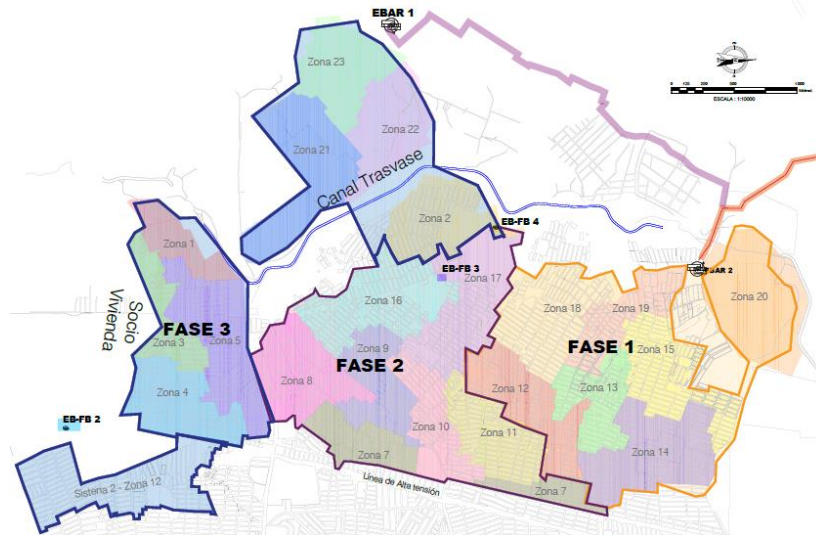 EBAR 1
Zona 23
ESCALA : 1:10000
Zona 22
Zona 21
Canal Trasvase
Zona 2
EB-FB 4
Zona 1
EB-FB 3
Zona 17
Zona 20
Socio
Vivienda
Zona 16
Zona 18
Zona 19
FASE 3
Zona 3
Zona 5
Zona 9
FASE 2
FASE 1
Zona 15
Zona 8
Zona 4
Zona 12
Zona 13
EB-FB 2
Zona 10
Zona 11
Zona 7
Zona 14
Línea de Alta tensión
Zona 7
Sistema 2 - Zona 12